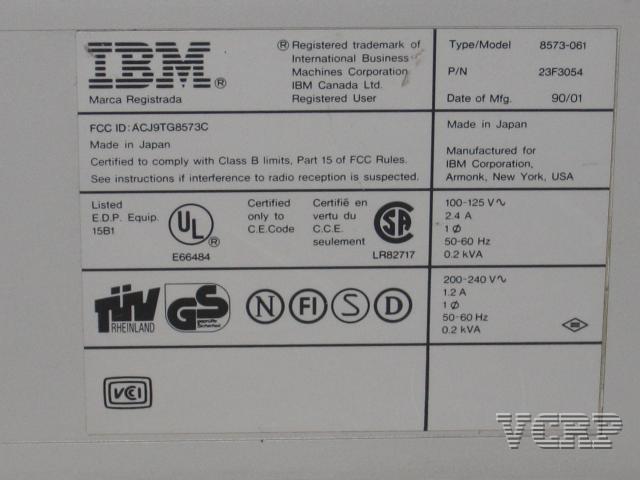 IBM®
Marca Registrada
® Registered trademark of
International Business
Machines Corporation
IBM Canada Ltd.
Registered User
Type/Model 8573-061
P/N 23F3054
Date of Mfg. 90/01
FCC ID: ACJ9TG8573C
Made in Japan
Certified to comply with Class B limits, Part 15 of FCC Rules.
See instructions if interference to radio reception is suspected.
Made in Japan
Manufactured for
IBM Corporation,
Armonk, New York, USA
Listed
E.D.P. Equip.
15B1
UL®
E66484
Certified
only to
C.E.Code
Certifié en
vertu du
C.C.E.
seulement
SA
LR82717
100-125 V∿
2.4 A
1 Ø
50-60 Hz
0.2 kVA
TÜV
RHEINLAND
GS
geprüfte
Sicherheit
N FI S D
200-240 V∿
1.2 A
1 Ø
50-60 Hz
0.2 kVA
VCI
VCRP